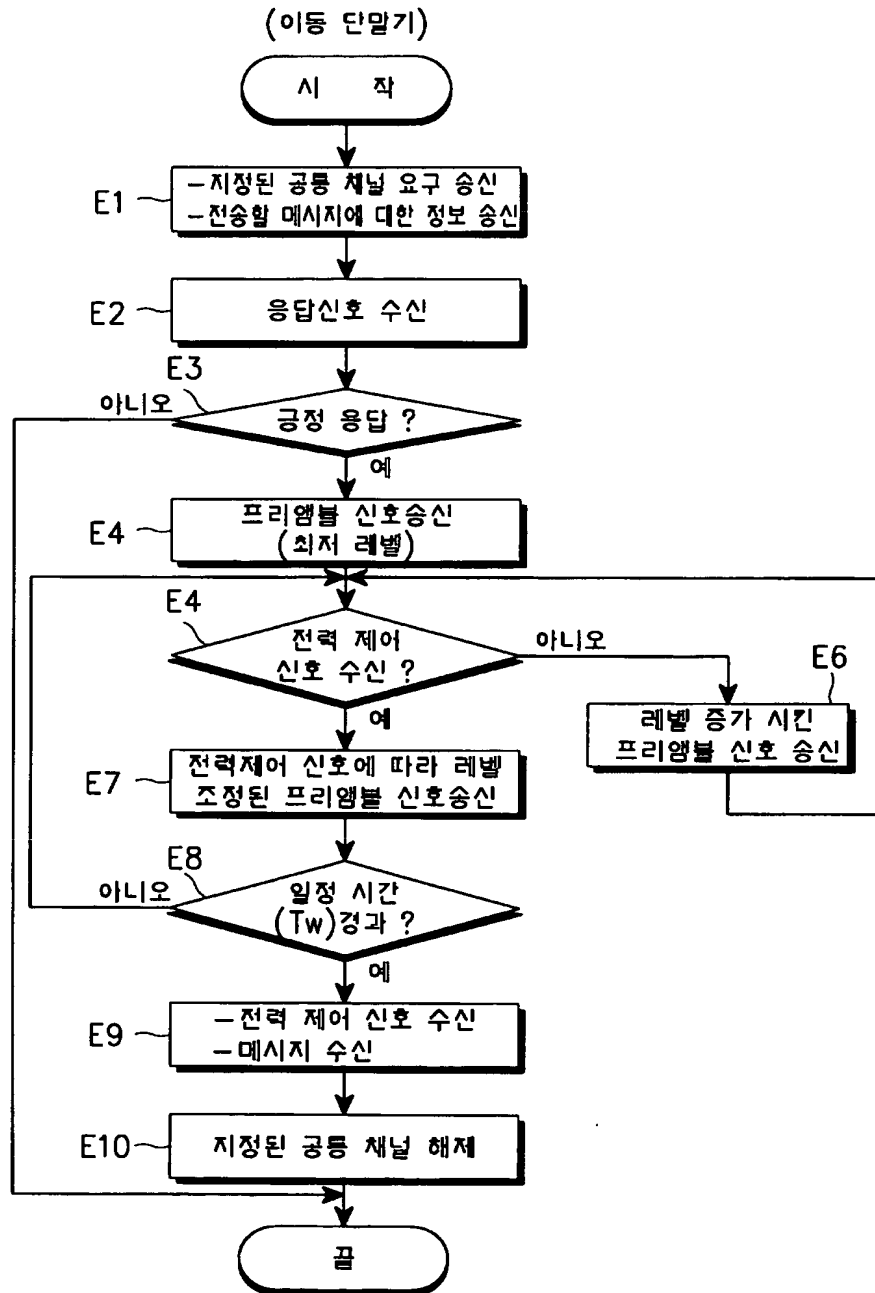 (이동 단말기)
시 작
E1
-지정된 공통 채널 요구 송신
-전송할 메시지에 대한 정보 송신
E2
응답신호 수신
E3
아니오
긍정 응답 ?
예
E4
프리앰블 신호송신
(최저 레벨)
E4
전력 제어
신호 수신 ?
아니오
예
E6
레벨 증가 시킨
프리앰블 신호 송신
E7
전력제어 신호에 따라 레벨
조정된 프리앰블 신호송신
E8
아니오
일정 시간
(Tw)경과 ?
예
E9
-전력 제어 신호 수신
-메시지 수신
E10
지정된 공통 채널 해제
끝